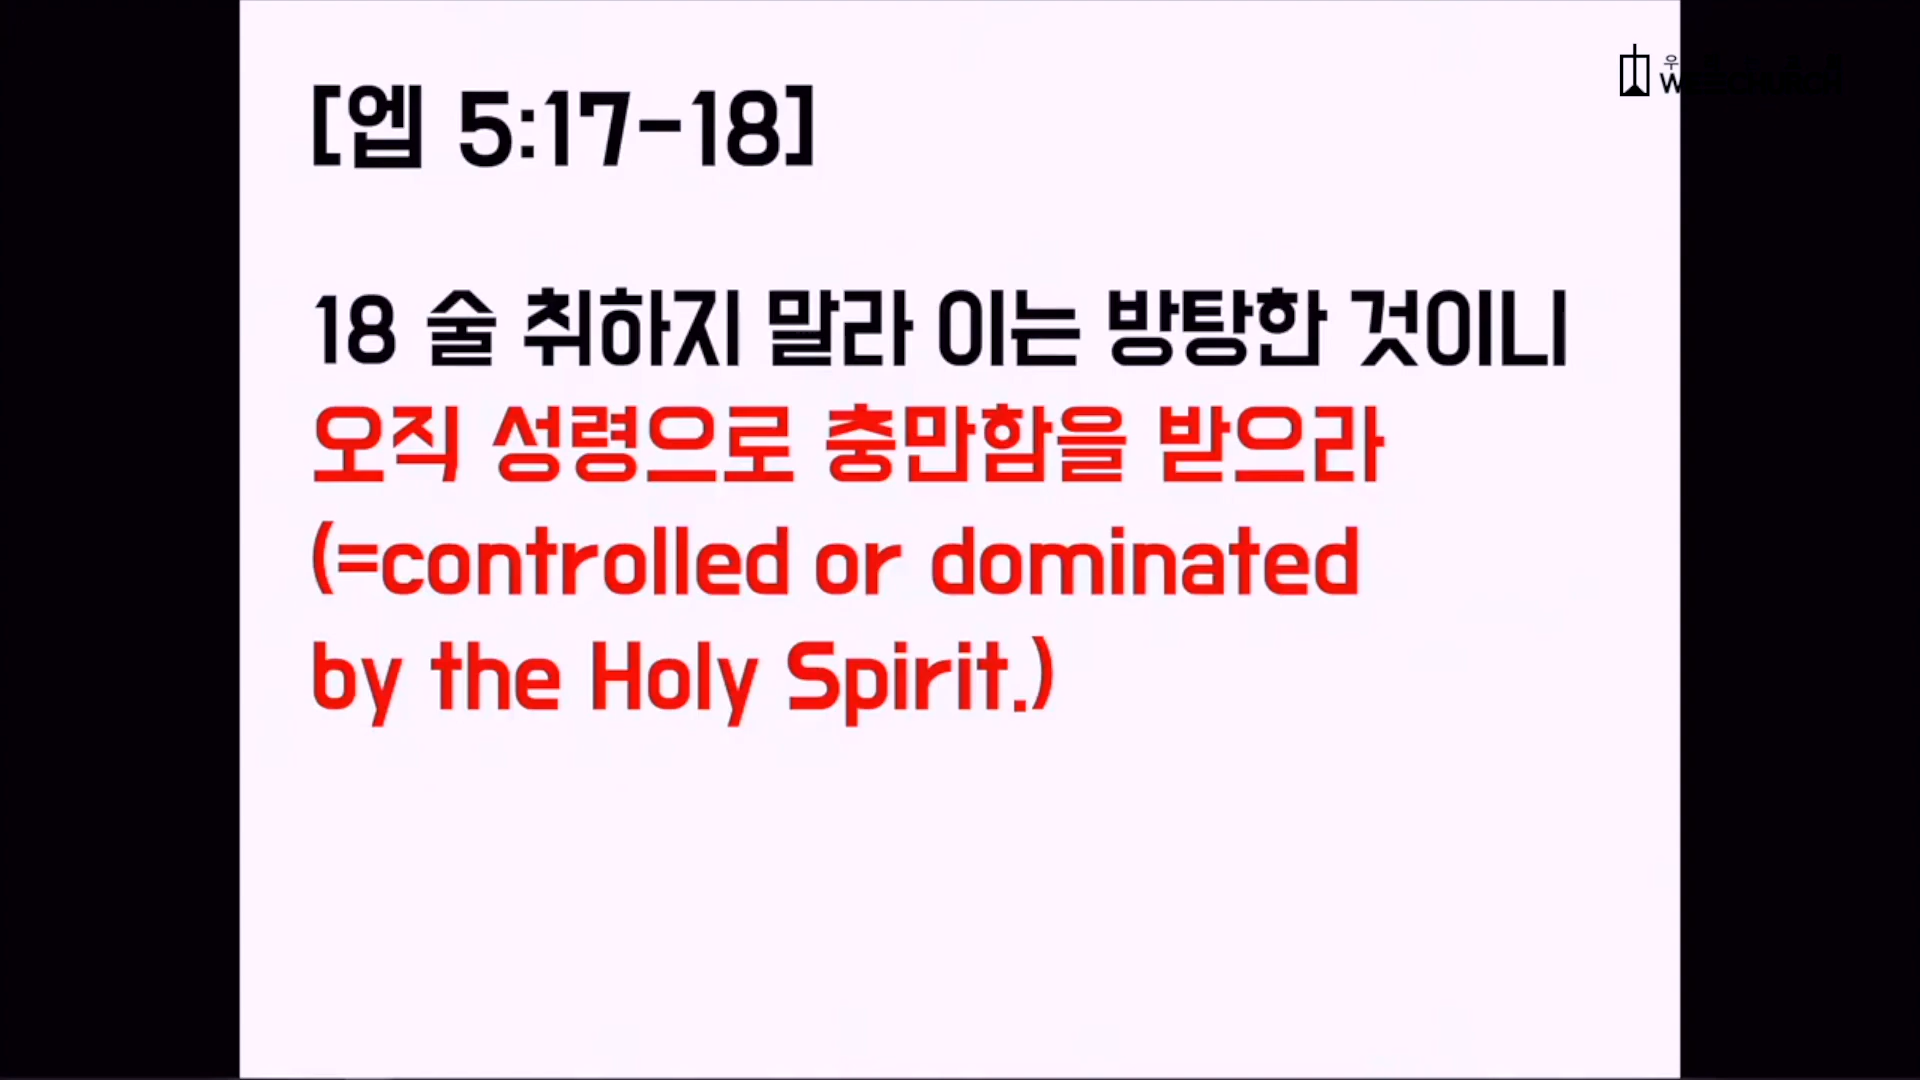 [엡 5:17-18]
18 술 취하지 말라 이는 방탕한 것이니
오직 성령으로 충만함을 받으라
(=controlled or dominated
by the Holy Spirit.)